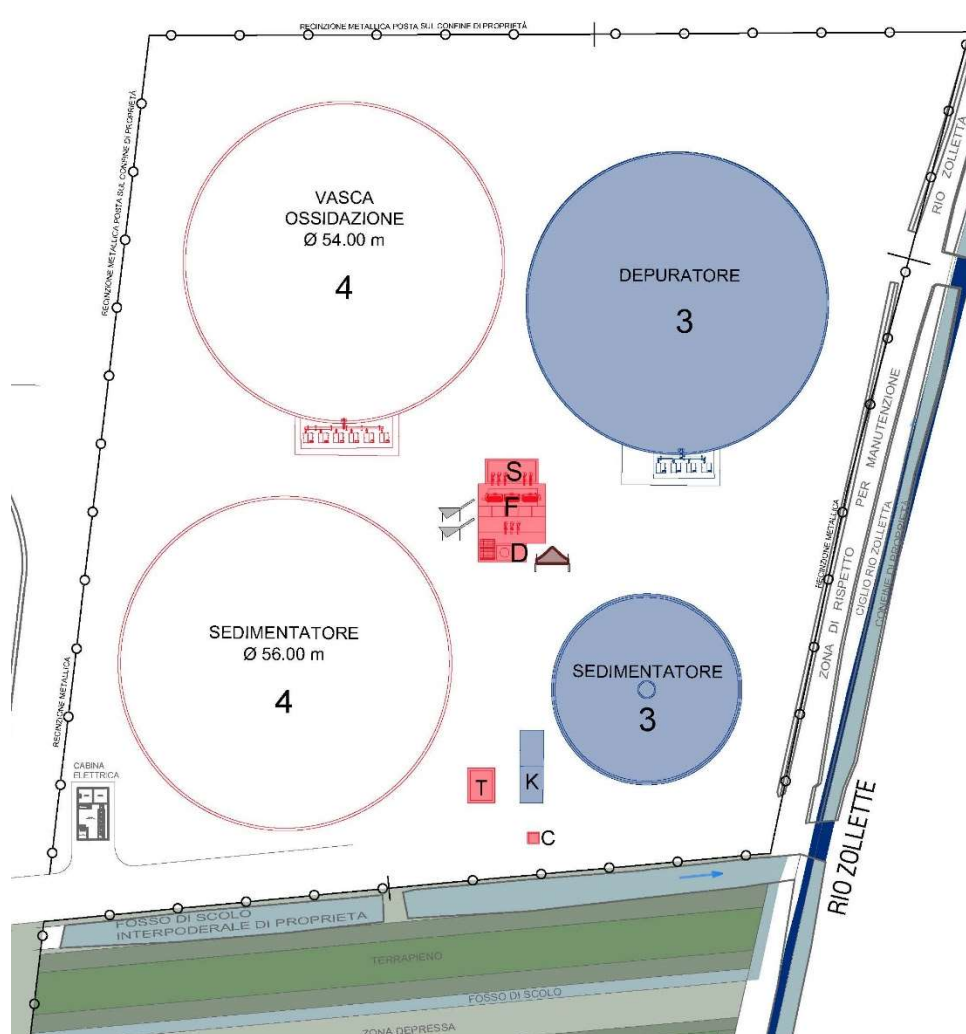 RECINZIONE METALLICA POSTA SUL CONFINE DI PROPRIETÀ
RECINZIONE METALLICA POSTA SUL CONFINE DI PROPRIETÀ
RIO ZOLLETTA
VASCA
OSSIDAZIONE
Ø 54.00 m
4
DEPURATORE
3
S
F
D
SEDIMENTATORE
Ø 56.00 m
4
SEDIMENTATORE
3
RECINZIONE METALLICA
ZONA DI RISPETTO PER MANUTENZIONE
CIGLIO RIO ZOLLETTA
CONFINE DI PROPRIETÀ
RECINZIONE METALLICA
CABINA
ELETTRICA
T
K
C
RIO ZOLLETTE
FOSSO DI SCOLO
INTERPODERALE DI PROPRIETA
TERRAPIENO
FOSSO DI SCOLO
ZONA DEPRESSA